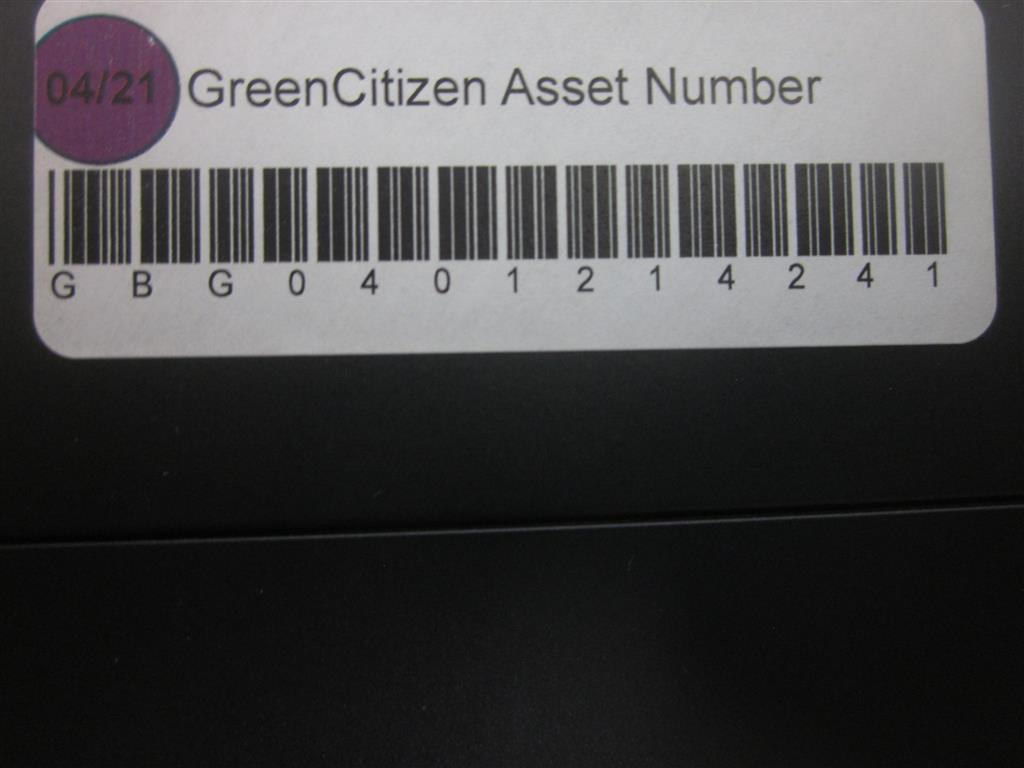 04/21 GreenCitizen Asset Number
G B G 0 4 0 1 2 1 4 2 4 1